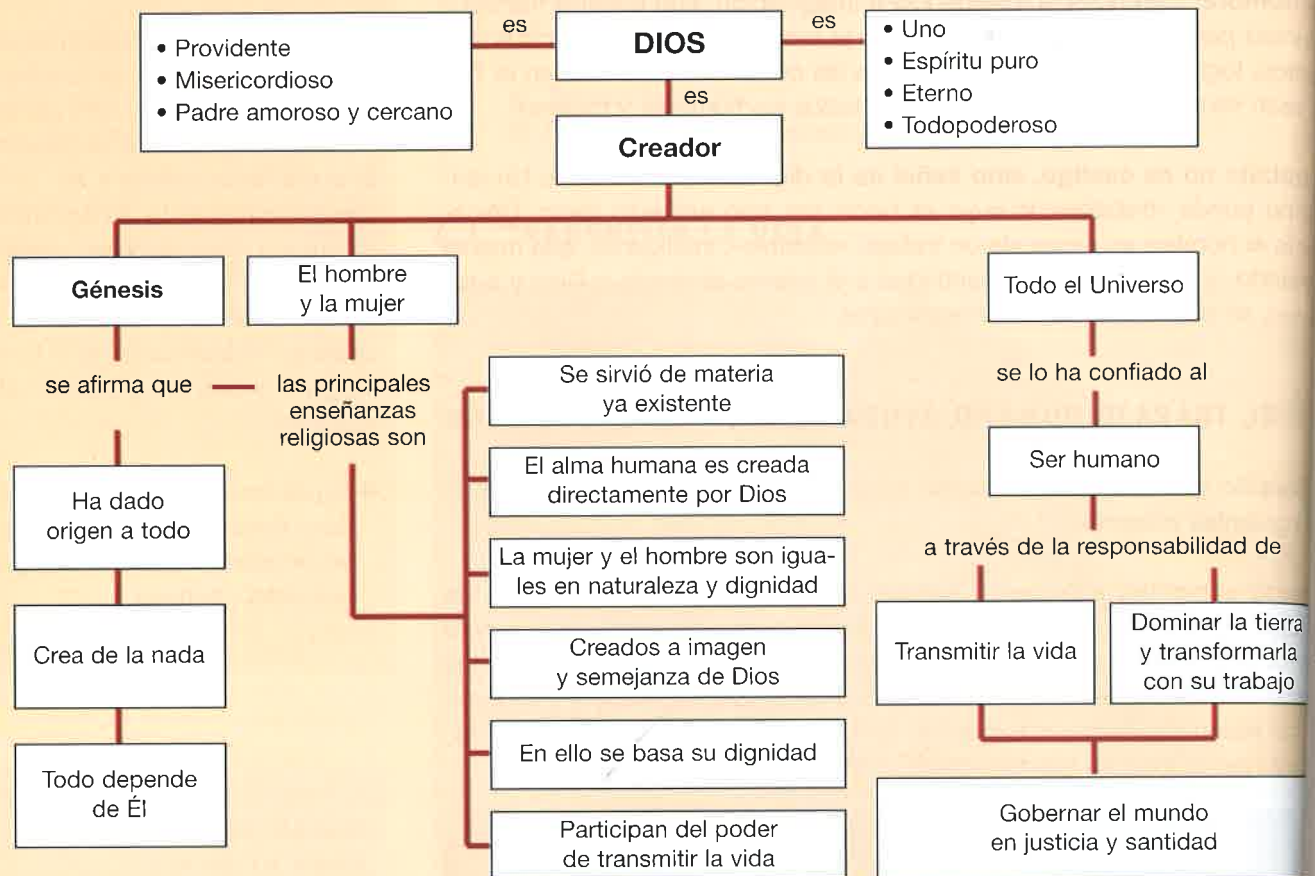 es
DIOS
es
• Providente
• Misericordioso
• Padre amoroso y cercano
• Uno
• Espíritu puro
• Eterno
• Todopoderoso
es
Creador
Génesis
El hombre
y la mujer
Todo el Universo
se afirma que
las principales
enseñanzas
religiosas son
se lo ha confiado al
Ha dado
origen a todo
Crea de la nada
Todo depende
de Él
Se sirvió de materia
ya existente
El alma humana es creada
directamente por Dios
La mujer y el hombre son igua-
les en naturaleza y dignidad
Creados a imagen
y semejanza de Dios
En ello se basa su dignidad
Participan del poder
de transmitir la vida
Ser humano
a través de la responsabilidad de
Transmitir la vida
Dominar la tierra
y transformarla
con su trabajo
Gobernar el mundo
en justicia y santidad